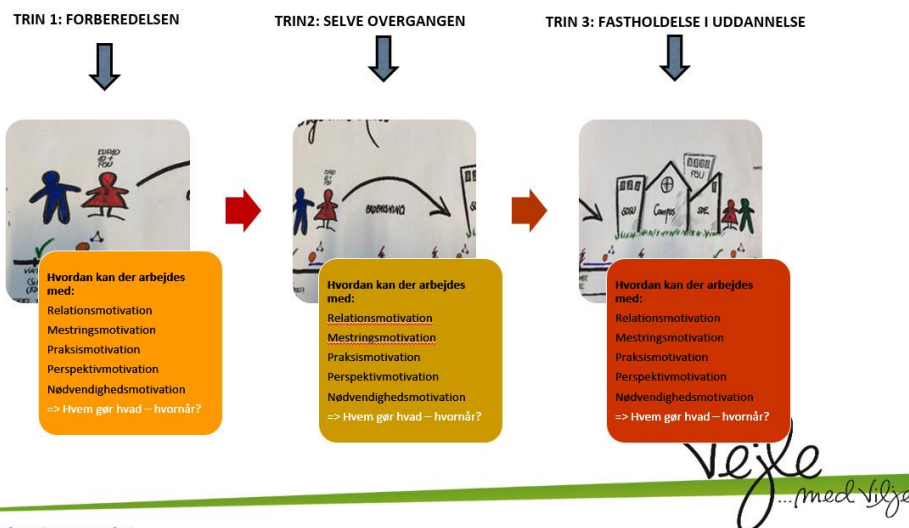 TRIN 1: FORBEREDELSEN
TRIN2: SELVE OVERGANGEN
TRIN 3: FASTHOLDELSE I UDDANNELSE
FGU
SOSU
Campus
FGU
Hvordan kan der arbejdes
med:
Relationsmotivation
Mestringsmotivation
Praksismotivation
Perspektivmotivation
Nødvendighedsmotivation
=> Hvem gør hvad – hvornår?
Hvordan kan der arbejdes
med:
Relationsmotivation
Mestringsmotivation
Praksismotivation
Perspektivmotivation
Nødvendighedsmotivation
=> Hvem gør hvad – hvornår?
Hvordan kan der arbejdes
med:
Relationsmotivation
Mestringsmotivation
Praksismotivation
Perspektivmotivation
Nødvendighedsmotivation
=> Hvem gør hvad – hvornår?
Vejle
...med Vilje